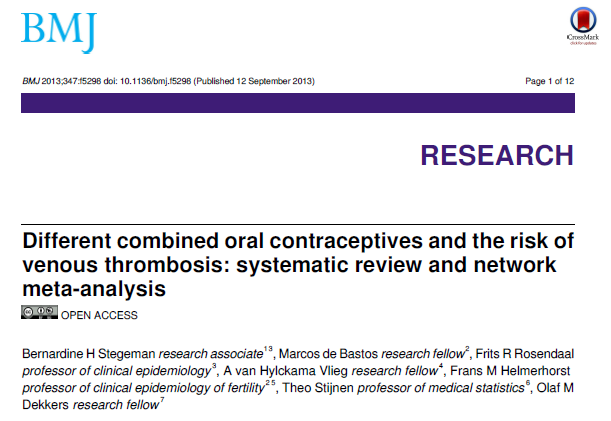 BMJ
CrossMark
click for updates
BMJ 2013;347:f5298 doi: 10.1136/bmj.f5298 (Published 12 September 2013)
Page 1 of 12
RESEARCH
Different combined oral contraceptives and the risk of
venous thrombosis: systematic review and network
meta-analysis
OPEN ACCESS
Bernardine H Stegeman research associate 1 3, Marcos de Bastos research fellow 2, Frits R Rosendaal
professor of clinical epidemiology 3, A van Hylckama Vlieg research fellow 4, Frans M Helmerhorst
professor of clinical epidemiology of fertility 2 5, Theo Stijnen professor of medical statistics 6, Olaf M
Dekkers research fellow 7